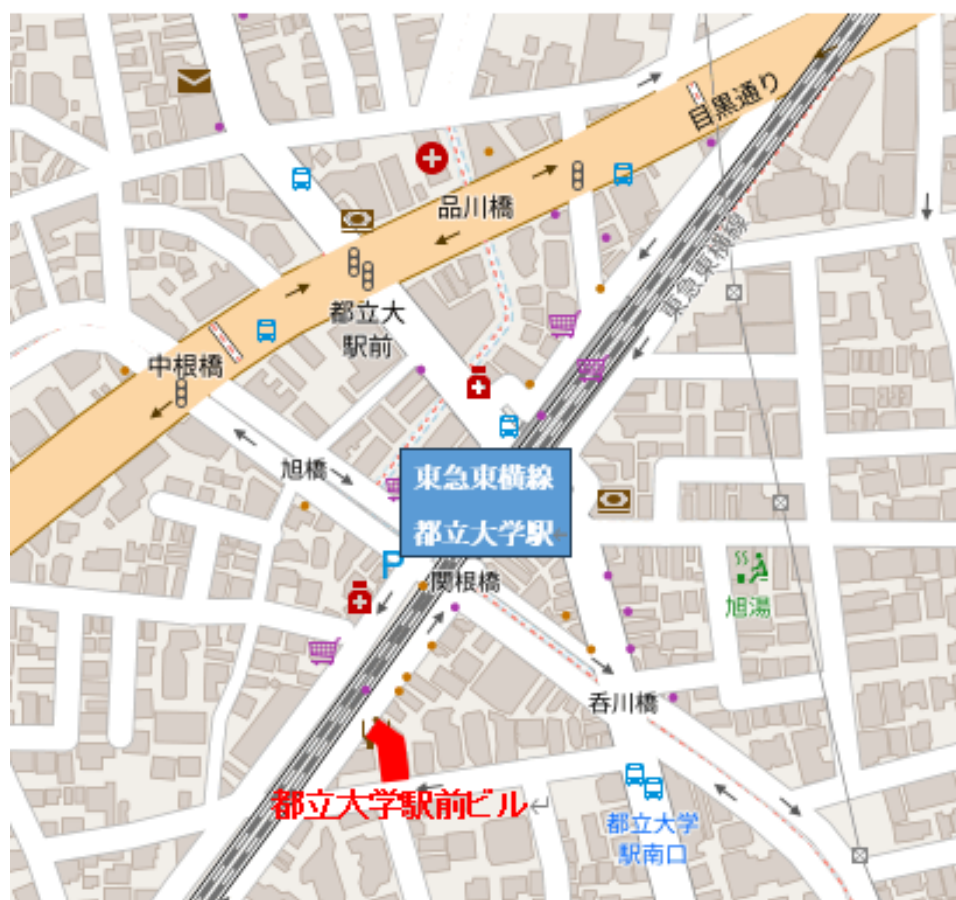 目黒通り
品川橋
東急東横線
都立大
駅前
中根橋
旭橋
東急東横線
都立大学駅
P
関根橋
旭湯
呑川橋
都立大学駅前ビル↵
都立大学
駅南口